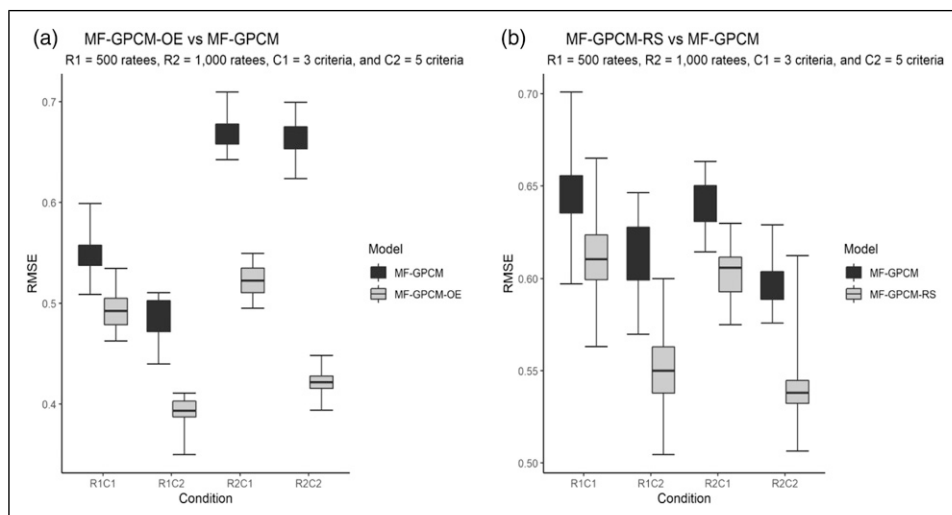 (a)
MF-GPCM-OE vs MF-GPCM
R1 = 500 ratees, R2 = 1,000 ratees, C1 = 3 criteria, and C2 = 5 criteria
0.7
0.6
0.5
0.4
RMSE
R1C1 R1C2 R2C1 R2C2
Condition
Model
MF-GPCM
MF-GPCM-OE
(b)
MF-GPCM-RS vs MF-GPCM
R1 = 500 ratees, R2 = 1,000 ratees, C1 = 3 criteria, and C2 = 5 criteria
0.70
0.65
0.60
0.55
0.50
RMSE
R1C1 R1C2 R2C1 R2C2
Condition
Model
MF-GPCM
MF-GPCM-RS